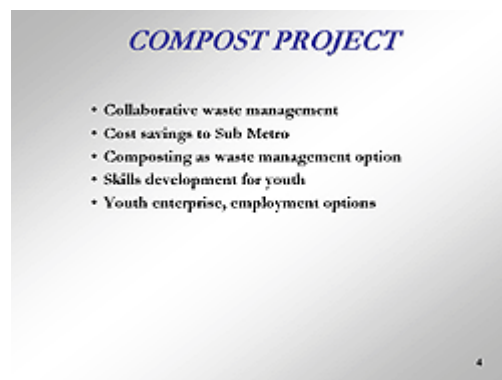 COMPOST PROJECT
• Collaborative waste management
• Cost savings to Sub Metro
• Composting as waste management option
• Skills development for youth
• Youth enterprise, employment options
4